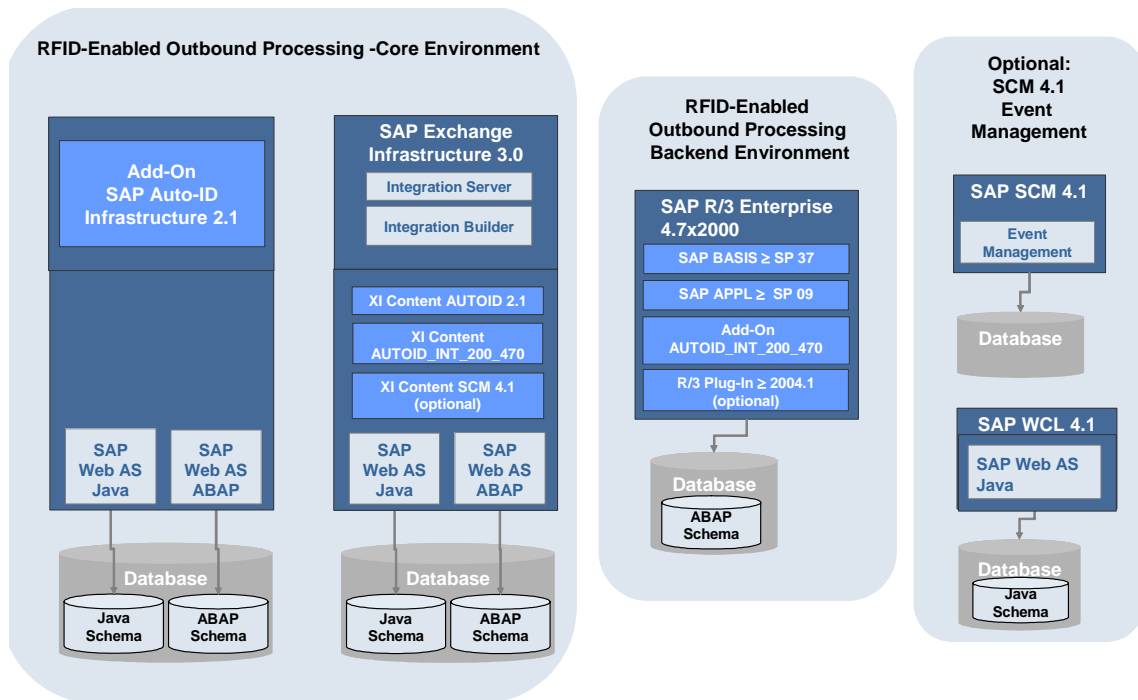 RFID-Enabled Outbound Processing -Core Environment
Add-On
SAP Auto-ID
Infrastructure 2.1
SAP
Web AS
Java
SAP
Web AS
ABAP
Database
Java
Schema
ABAP
Schema
SAP Exchange
Infrastructure 3.0
Integration Server
Integration Builder
XI Content AUTOID 2.1
XI Content
AUTOID_INT_200_470
XI Content SCM 4.1
(optional)
SAP
Web AS
Java
SAP
Web AS
ABAP
Database
Java
Schema
ABAP
Schema
RFID-Enabled
Outbound Processing
Backend Environment
SAP R/3 Enterprise
4.7x2000
SAP BASIS ≥ SP 37
SAP APPL ≥ SP 09
Add-On
AUTOID_INT_200_470
R/3 Plug-In ≥ 2004.1
(optional)
Database
ABAP
Schema
Optional:
SCM 4.1
Event
Management
SAP SCM 4.1
Event
Management
Database
SAP WCL 4.1
SAP Web AS
Java
Database
Java
Schema